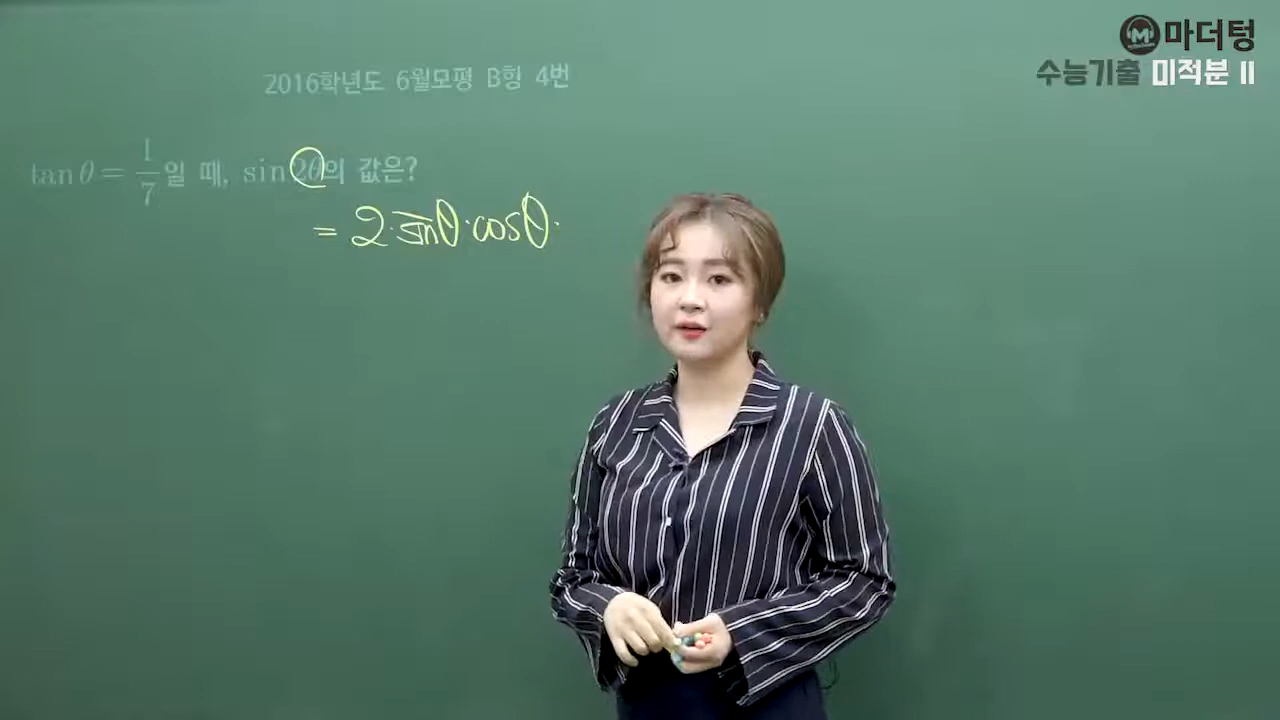 마더텅
수능기출 미적분 II
2016학년도 6월모평 B형 4번
tan θ = 1/7 일 때, sin 2θ의 값은?
= 2·sinθ·cosθ·